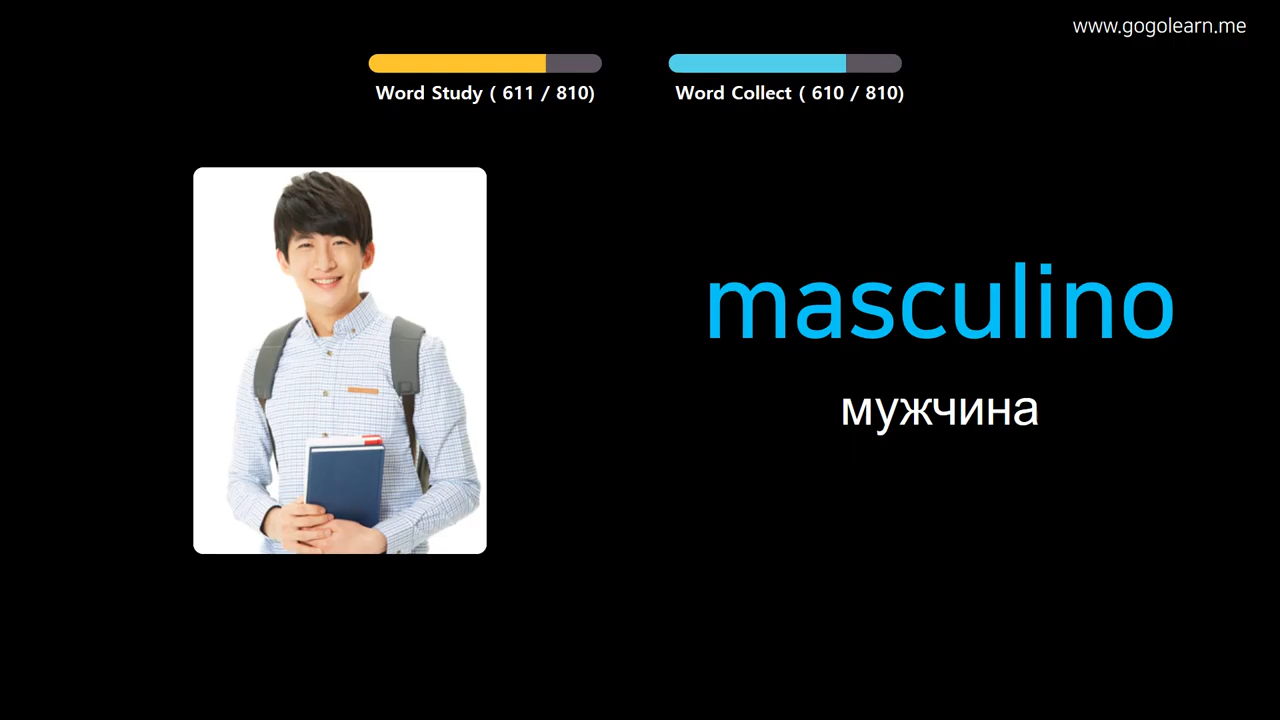 www.gogolearn.me
Word Study ( 611 / 810)
Word Collect ( 610 / 810)
masculino
мужчина